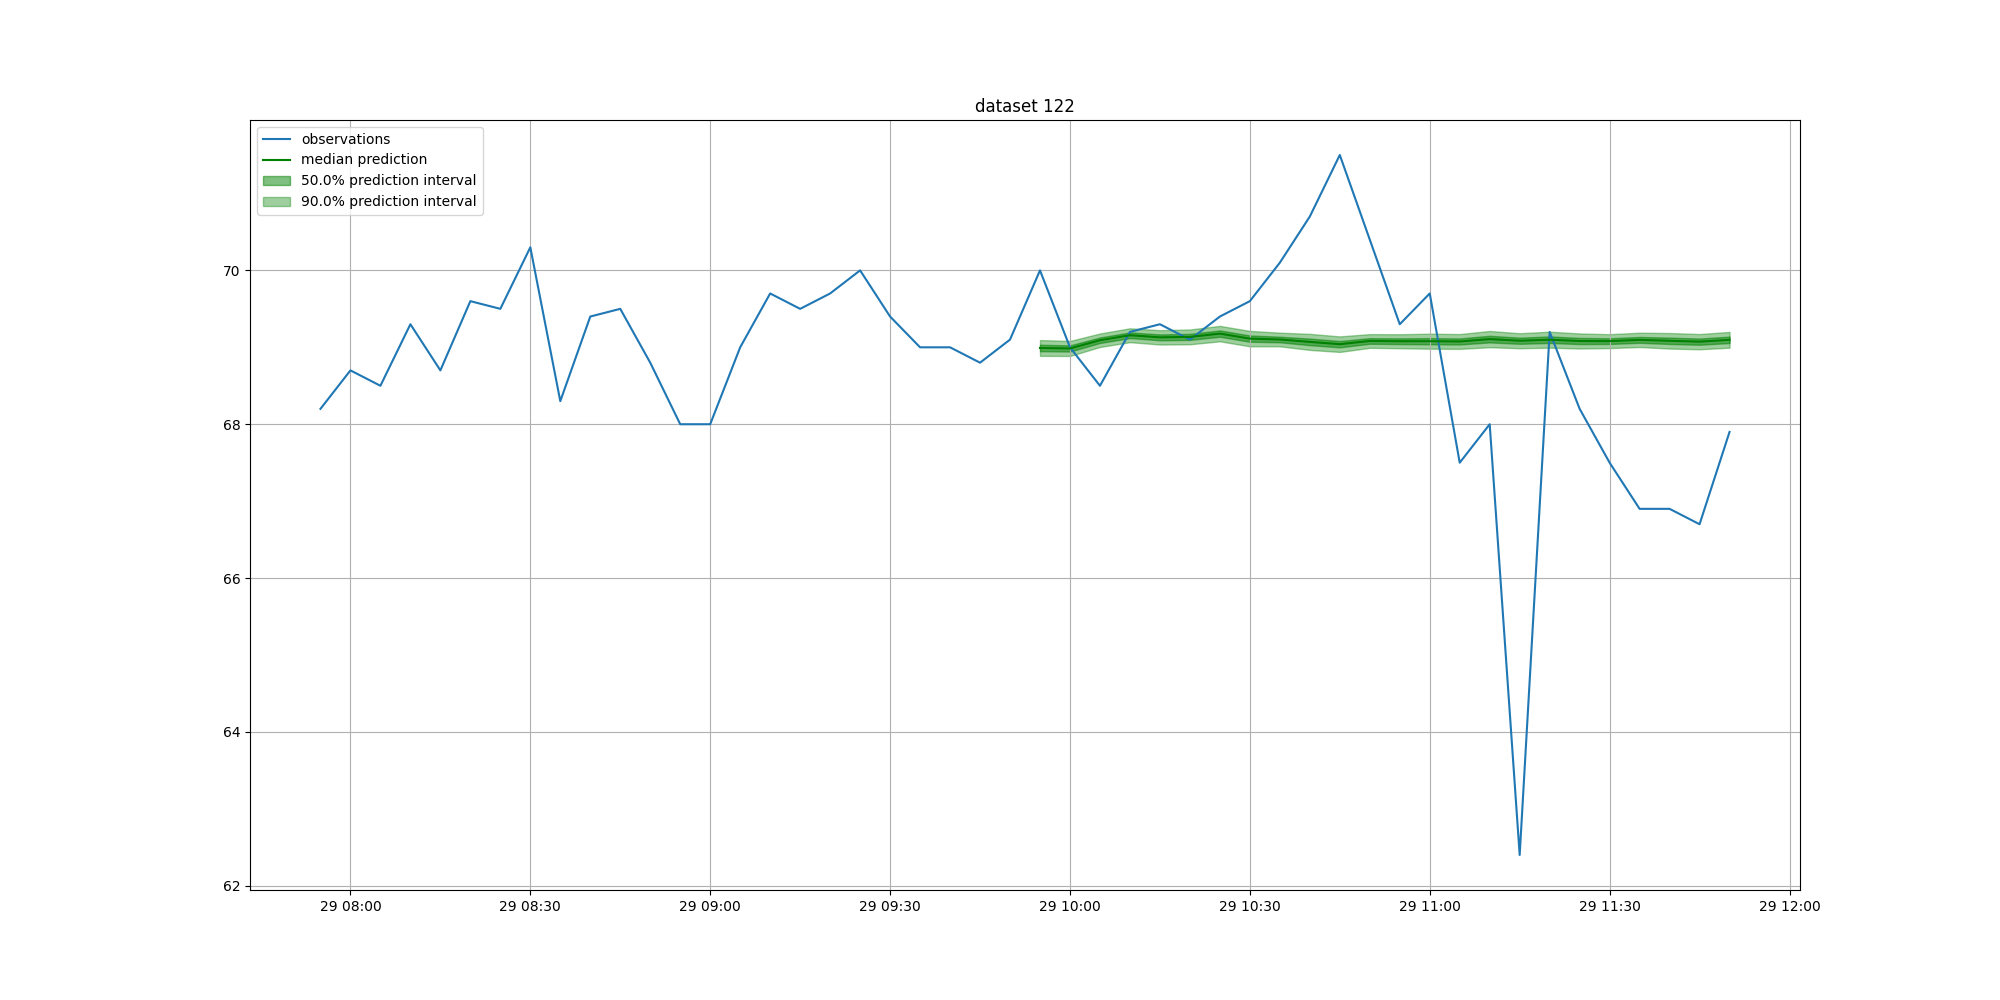 dataset 122
observations
median prediction
50.0% prediction interval
90.0% prediction interval
70
68
66
64
62
29 08:00 29 08:30 29 09:00 29 09:30 29 10:00 29 10:30 29 11:00 29 11:30 29 12:00